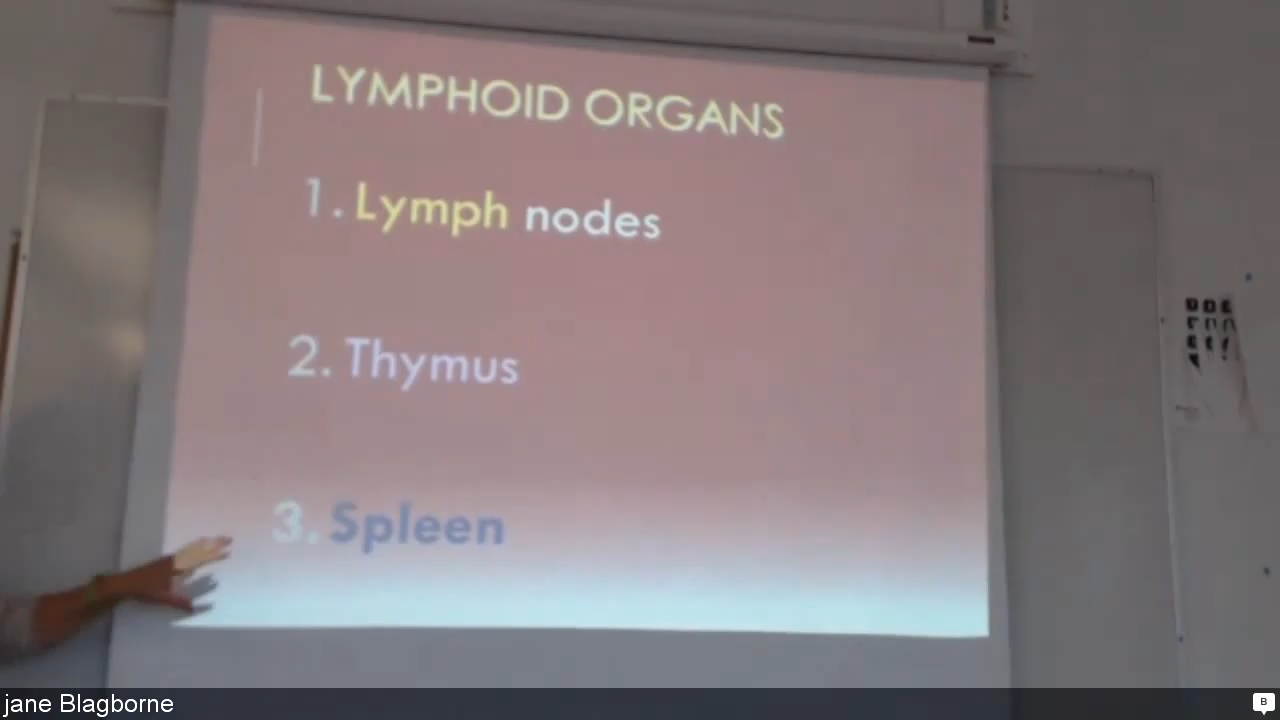 LYMPHOID ORGANS
1. Lymph nodes
2. Thymus
3. Spleen
jane Blagborne
B